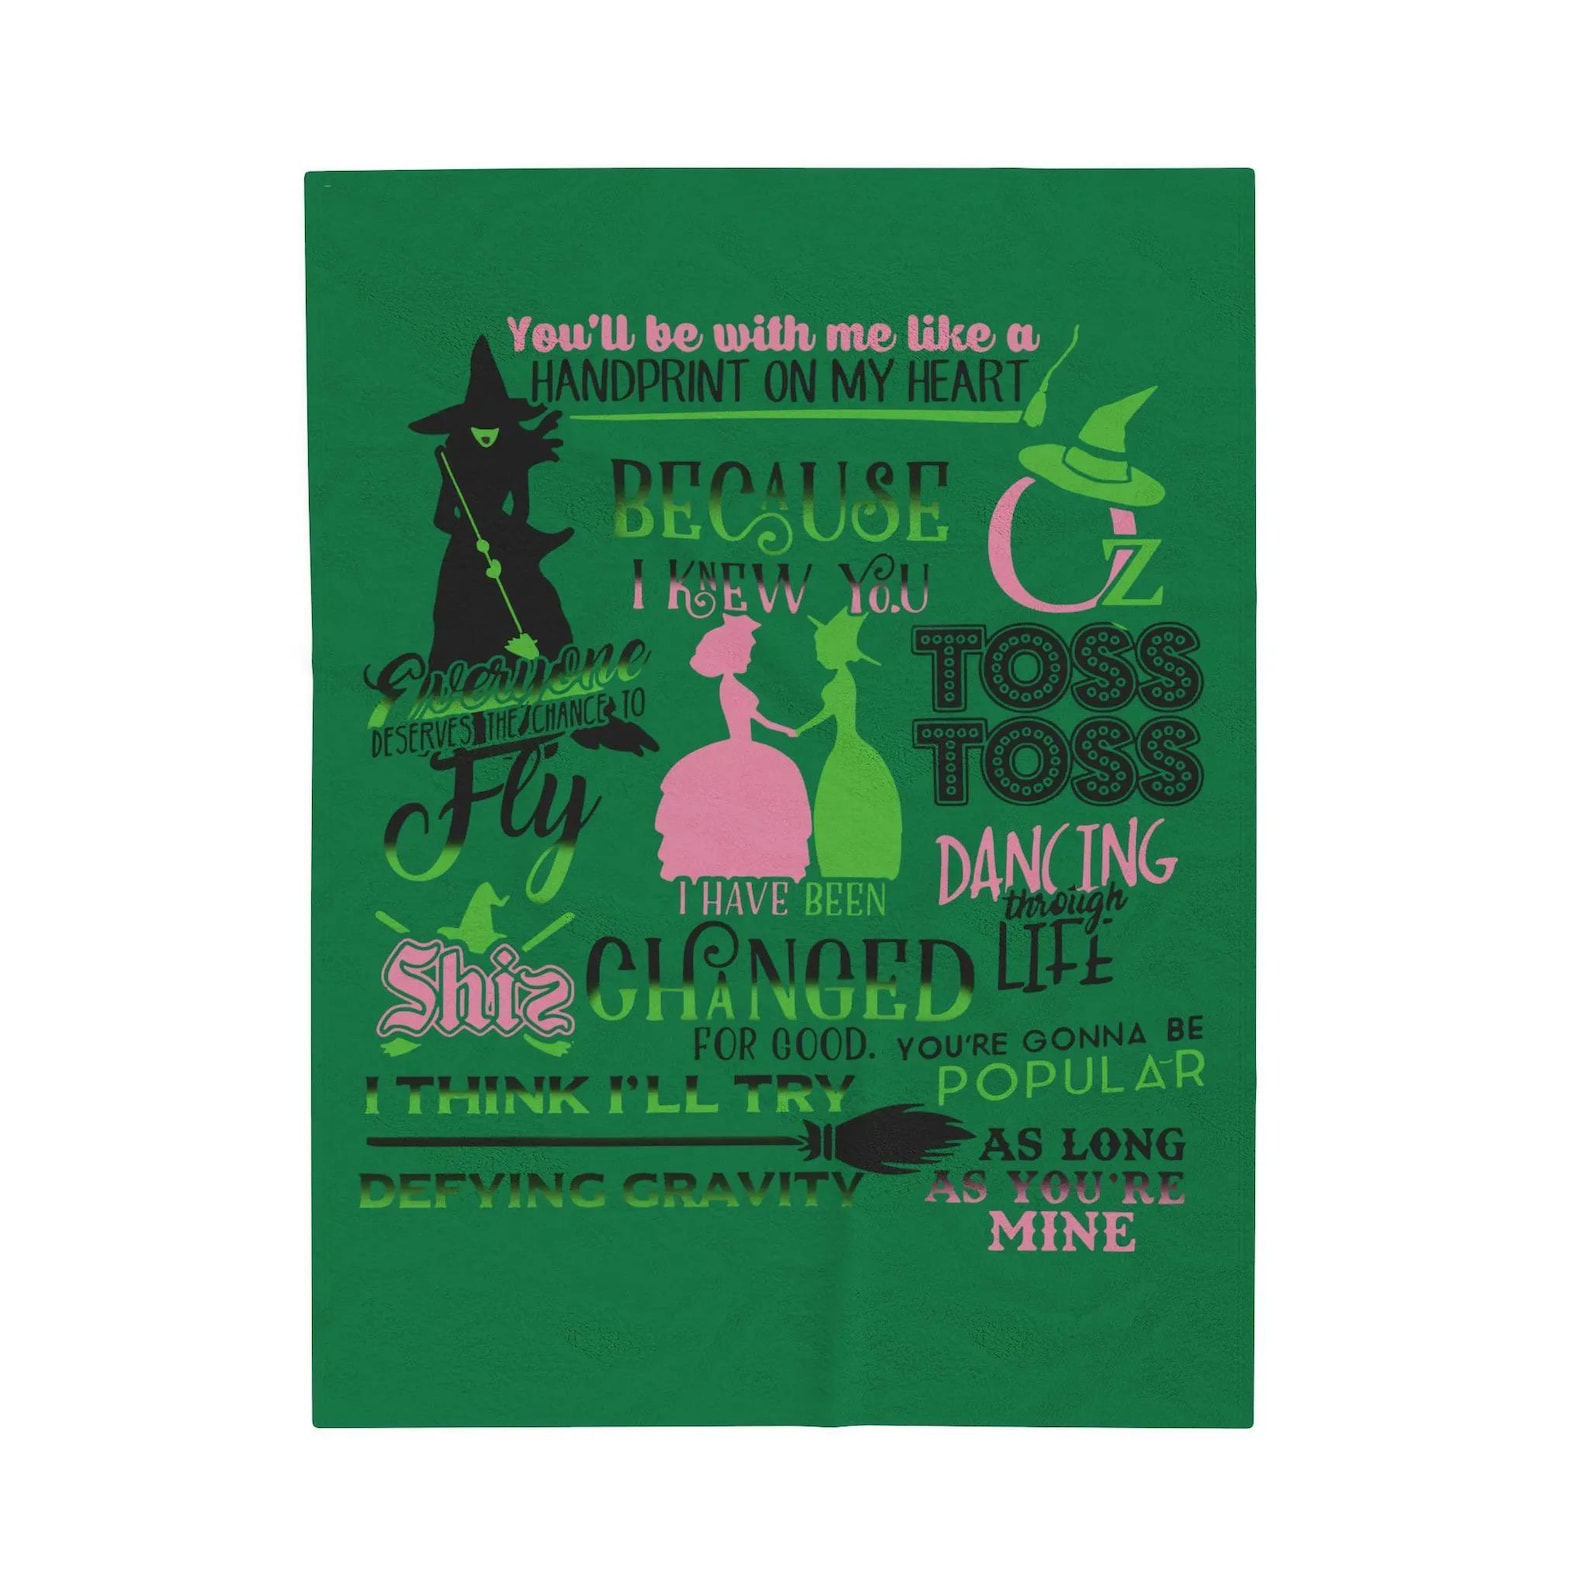 You'll be with me like a
HANDPRINT ON MY HEART
BECAUSE
I KNEW YOU
Oz
Everyone
DESERVES THE CHANCE TO
Fly
TOSS
TOSS
DANCING
through
LIFE
I HAVE BEEN
CHANGED
FOR GOOD.
Shiz
YOU'RE GONNA BE
POPULAR
I THINK I'LL TRY
DEFYING GRAVITY
AS LONG
AS YOU'RE
MINE